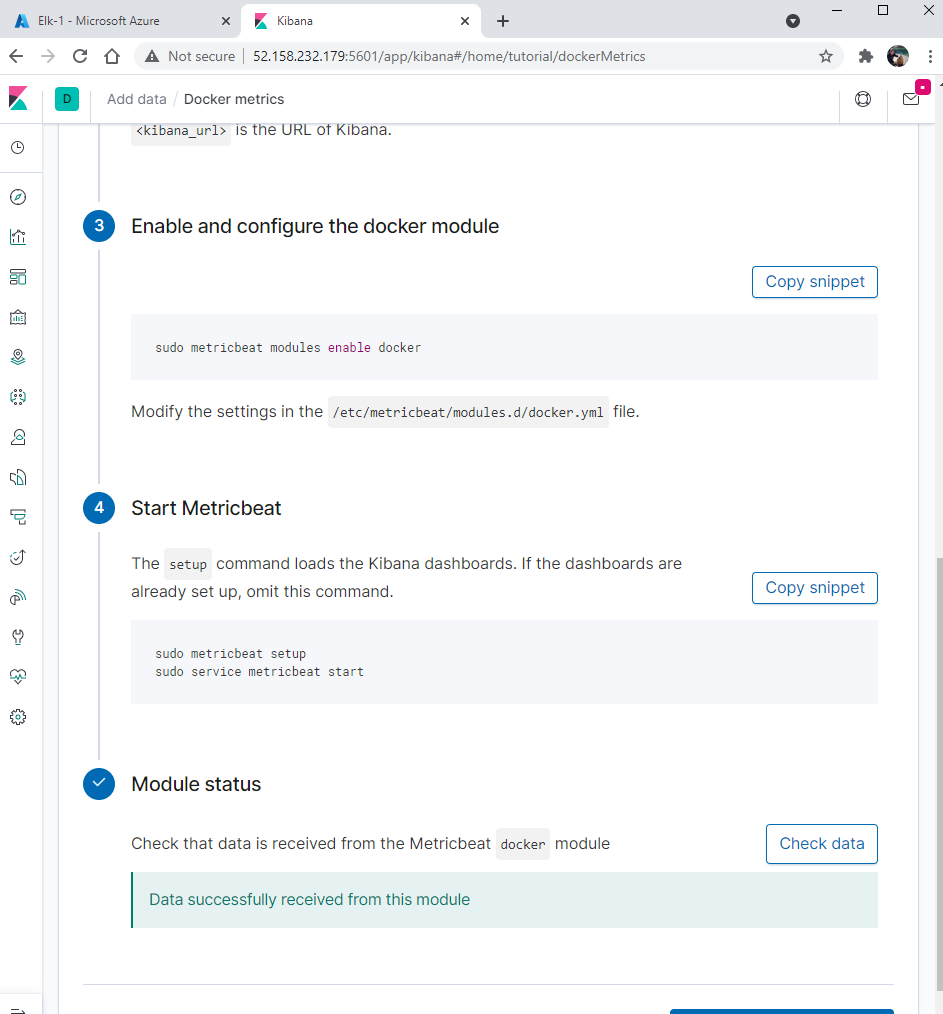 Elk-1 - Microsoft Azure
Kibana
Not secure
52.158.232.179:5601/app/kibana#/home/tutorial/dockerMetrics
D
Add data / Docker metrics
<kibana_url> is the URL of Kibana.
3 Enable and configure the docker module
Copy snippet
sudo metricbeat modules enable docker
Modify the settings in the /etc/metricbeat/modules.d/docker.yml file.
4 Start Metricbeat
The setup command loads the Kibana dashboards. If the dashboards are
already set up, omit this command.
Copy snippet
sudo metricbeat setup
sudo service metricbeat start
Module status
Check that data is received from the Metricbeat docker module
Check data
Data successfully received from this module